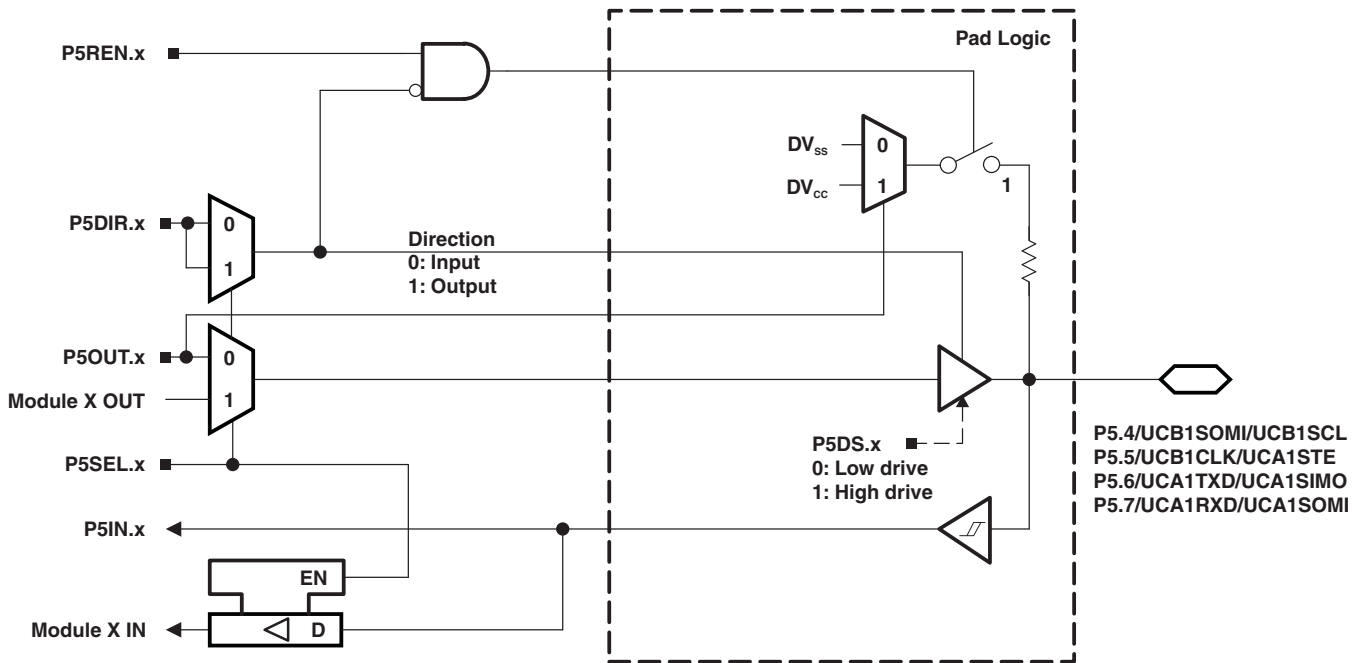 Pad Logic
P5REN.x
DVss
0
DVcc
1
1
P5DIR.x
0
1
Direction
0: Input
1: Output
P5OUT.x
0
Module X OUT
1
P5DS.x
0: Low drive
1: High drive
P5.4/UCB1SOMI/UCB1SCL
P5.5/UCB1CLK/UCA1STE
P5.6/UCA1TXD/UCA1SIMO
P5.7/UCA1RXD/UCA1SOMI
P5SEL.x
P5IN.x
EN
Module X IN
D